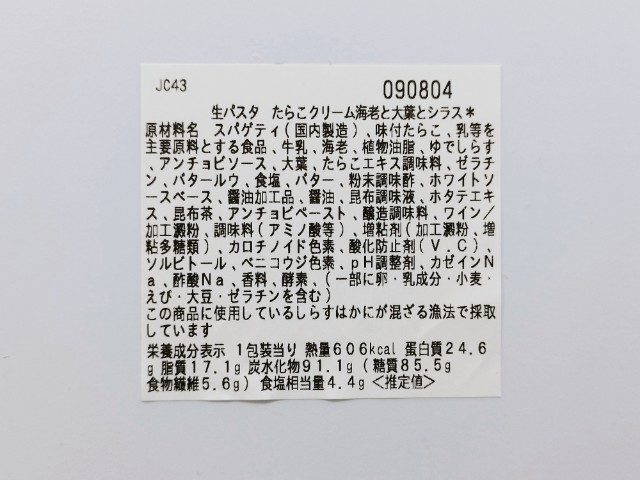 JC43
090804
生パスタ たらこクリーム海老と大葉とシラス*
原材料名 スパゲティ(国内製造)、味付たらこ、乳等を
主要原料とする食品、牛乳、海老、植物油脂、ゆでしらす
、アンチョビソース、大葉、たらこエキス調味料、ゼラチ
ン、バタールウ、食塩、バター、粉末調味酢、ホワイトソ
ースベース、醤油加工品、醤油、昆布調味液、ホタテエキ
ス、昆布茶、アンチョビペースト、醸造調味料、ワイン/
加工澱粉、調味料(アミノ酸等)、増粘剤(加工澱粉、増
粘多糖類)、カロチノイド色素、酸化防止剤(V.C)、
ソルビトール、ベニコウジ色素、pH調整剤、カゼインN
a、酢酸Na、香料、酵素、(一部に卵・乳成分・小麦・
えび・大豆・ゼラチンを含む)
この商品に使用しているしらすはかにが混ざる漁法で採取
しています
栄養成分表示 1包装当り 熱量606kcal 蛋白質24.6
g 脂質17.1g 炭水化物91.1g(糖質85.5g
食物繊維5.6g) 食塩相当量4.4g<推定値>